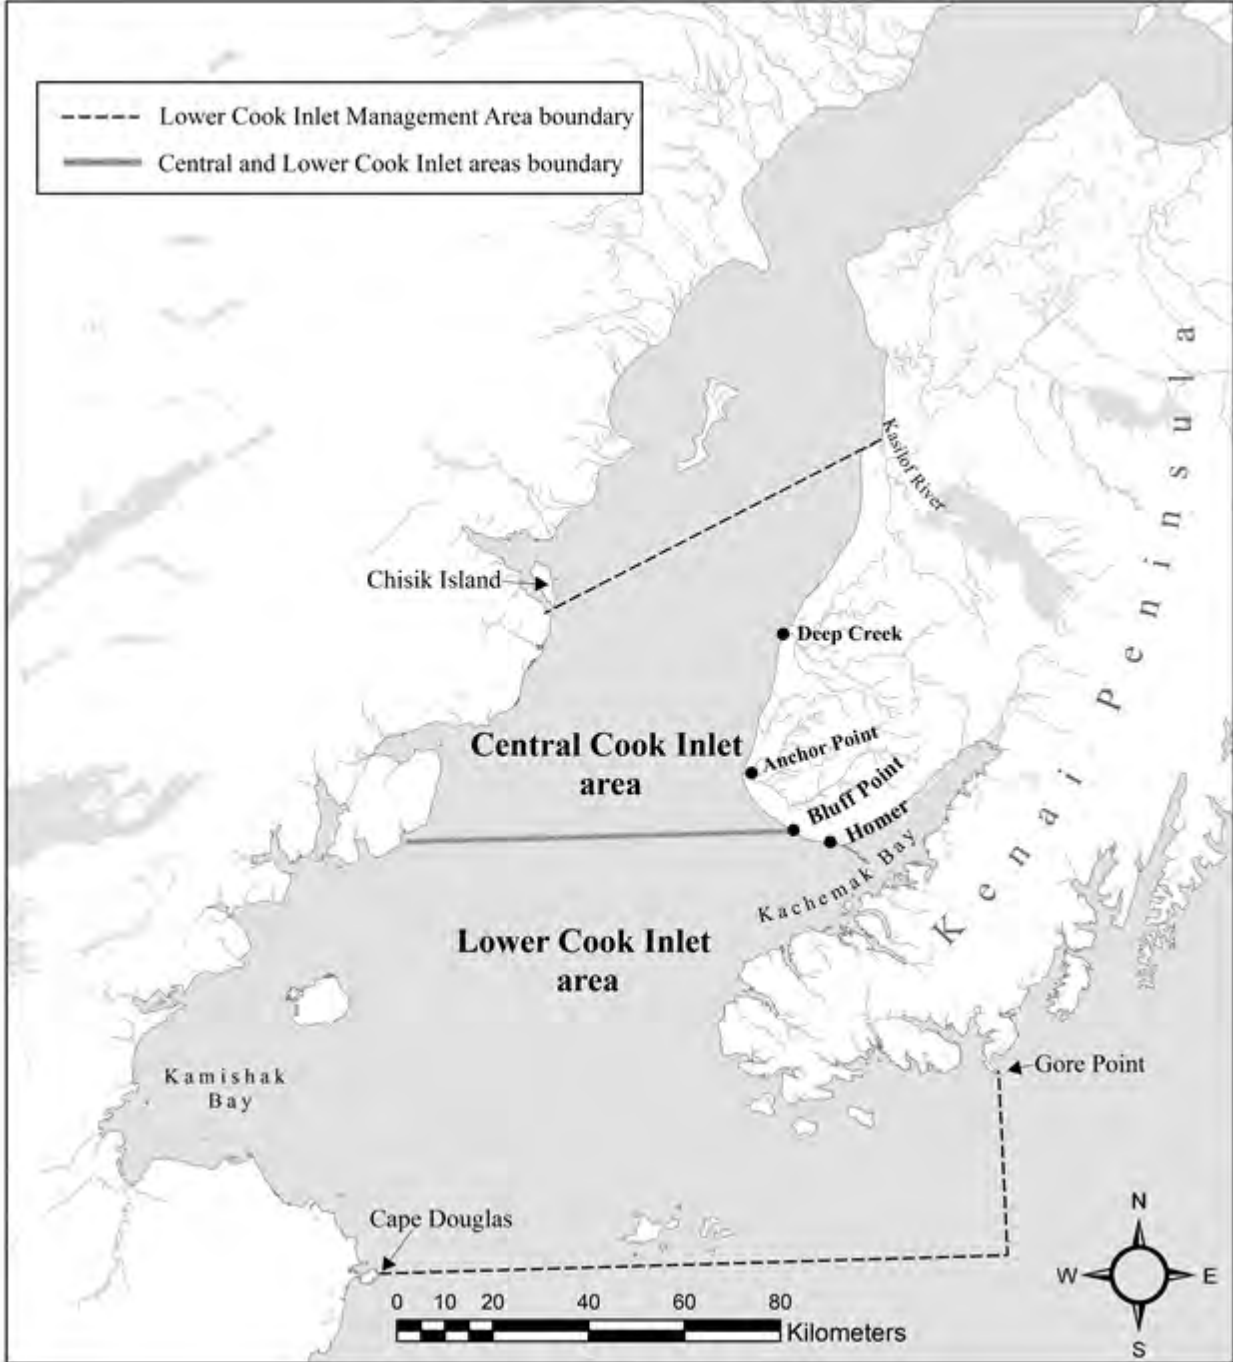 Lower Cook Inlet Management Area boundary
Central and Lower Cook Inlet areas boundary
Kenai Peninsula
Kasilof River
Chisik Island
Deep Creek
Central Cook Inlet
area
Anchor Point
Bluff Point
Homer
Kachemak Bay
Lower Cook Inlet
area
Kamishak
Bay
Gore Point
Cape Douglas
N
W
E
S
0 10 20 40 60 80
Kilometers